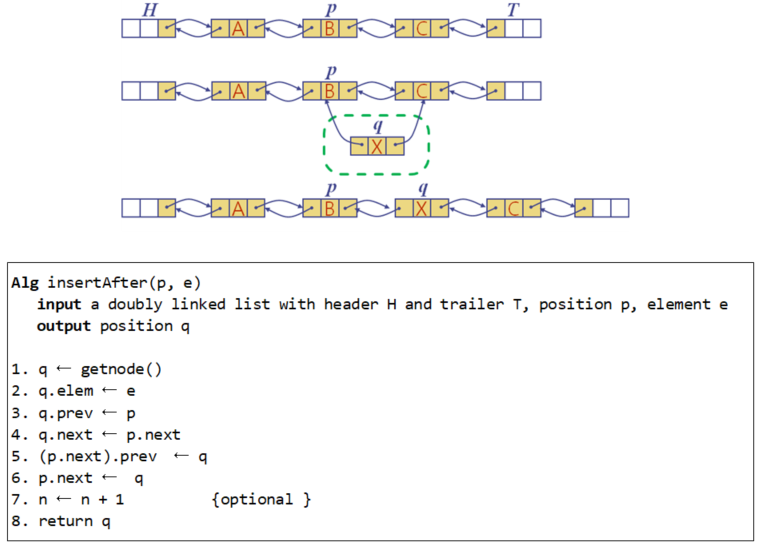 H p T
A B C
p
A B C
q
X
p q
A B X C
Alg insertAfter(p, e)
input a doubly linked list with header H and trailer T, position p, element e
output position q
1. q ← getnode()
2. q.elem ← e
3. q.prev ← p
4. q.next ← p.next
5. (p.next).prev ← q
6. p.next ← q
7. n ← n + 1 {optional }
8. return q